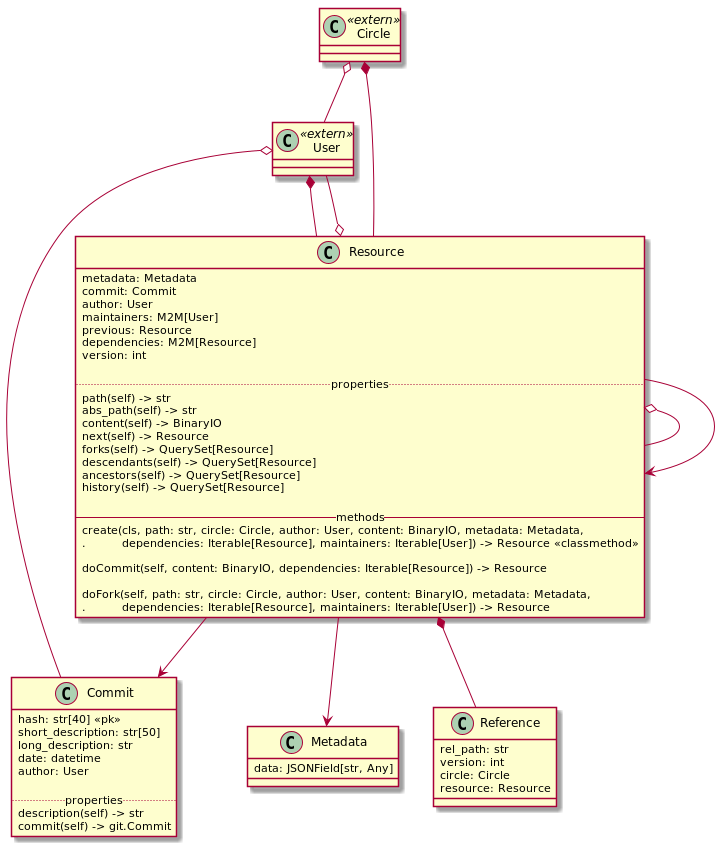 C «extern»
Circle
C «extern»
User
C Resource
metadata: Metadata
commit: Commit
author: User
maintainers: M2M[User]
previous: Resource
dependencies: M2M[Resource]
version: int
properties
path(self) -> str
abs_path(self) -> str
content(self) -> BinaryIO
next(self) -> Resource
forks(self) -> QuerySet[Resource]
descendants(self) -> QuerySet[Resource]
ancestors(self) -> QuerySet[Resource]
history(self) -> QuerySet[Resource]
methods
create(cls, path: str, circle: Circle, author: User, content: BinaryIO, metadata: Metadata,
. dependencies: Iterable[Resource], maintainers: Iterable[User]) -> Resource «classmethod»
doCommit(self, content: BinaryIO, dependencies: Iterable[Resource]) -> Resource
doFork(self, path: str, circle: Circle, author: User, content: BinaryIO, metadata: Metadata,
. dependencies: Iterable[Resource], maintainers: Iterable[User]) -> Resource
C Commit
hash: str[40] «pk»
short_description: str[50]
long_description: str
date: datetime
author: User
properties
description(self) -> str
commit(self) -> git.Commit
C Metadata
data: JSONField[str, Any]
C Reference
rel_path: str
version: int
circle: Circle
resource: Resource